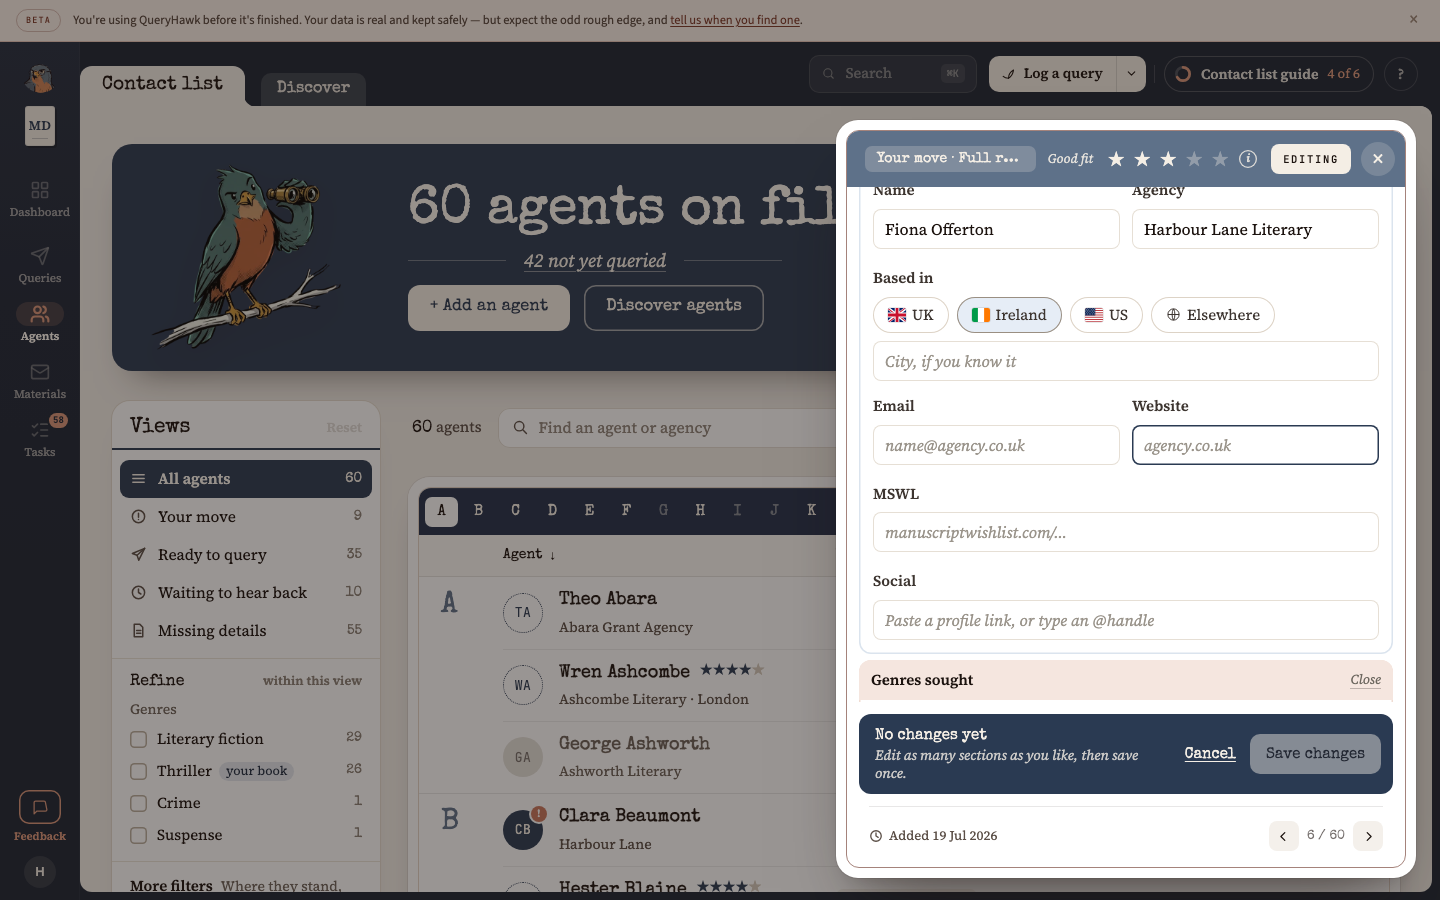 BETA You're using QueryHawk before it's finished. Your data is real and kept safely — but expect the odd rough edge, and tell us when you find one. ×
Contact list
Discover
Search ⌘K
Log a query
Contact list guide 4 of 6
?
MD
Dashboard
Queries
Agents
Materials
58
Tasks
Feedback
H
60 agents on fil
42 not yet queried
+ Add an agent
Discover agents
Views Reset
All agents 60
Your move 9
Ready to query 35
Waiting to hear back 10
Missing details 55
Refine within this view
Genres
Literary fiction 29
Thriller your book 26
Crime 1
Suspense 1
More filters Where they stand,
60 agents
Find an agent or agency
A B C D E F G H I J K
Agent ↓
A
TA Theo Abara
Abara Grant Agency
WA Wren Ashcombe ★★★★★
Ashcombe Literary · London
GA George Ashworth
Ashworth Literary
B
CB ! Clara Beaumont
Harbour Lane
Hester Blaine ★★★★★
Your move · Full r... Good fit ★★★★★ i EDITING ×
Name Agency
Fiona Offerton Harbour Lane Literary
Based in
UK Ireland US Elsewhere
City, if you know it
Email Website
name@agency.co.uk agency.co.uk
MSWL
manuscriptwishlist.com/...
Social
Paste a profile link, or type an @handle
Genres sought Close
No changes yet
Edit as many sections as you like, then save
once.
Cancel Save changes
Added 19 Jul 2026
6 / 60